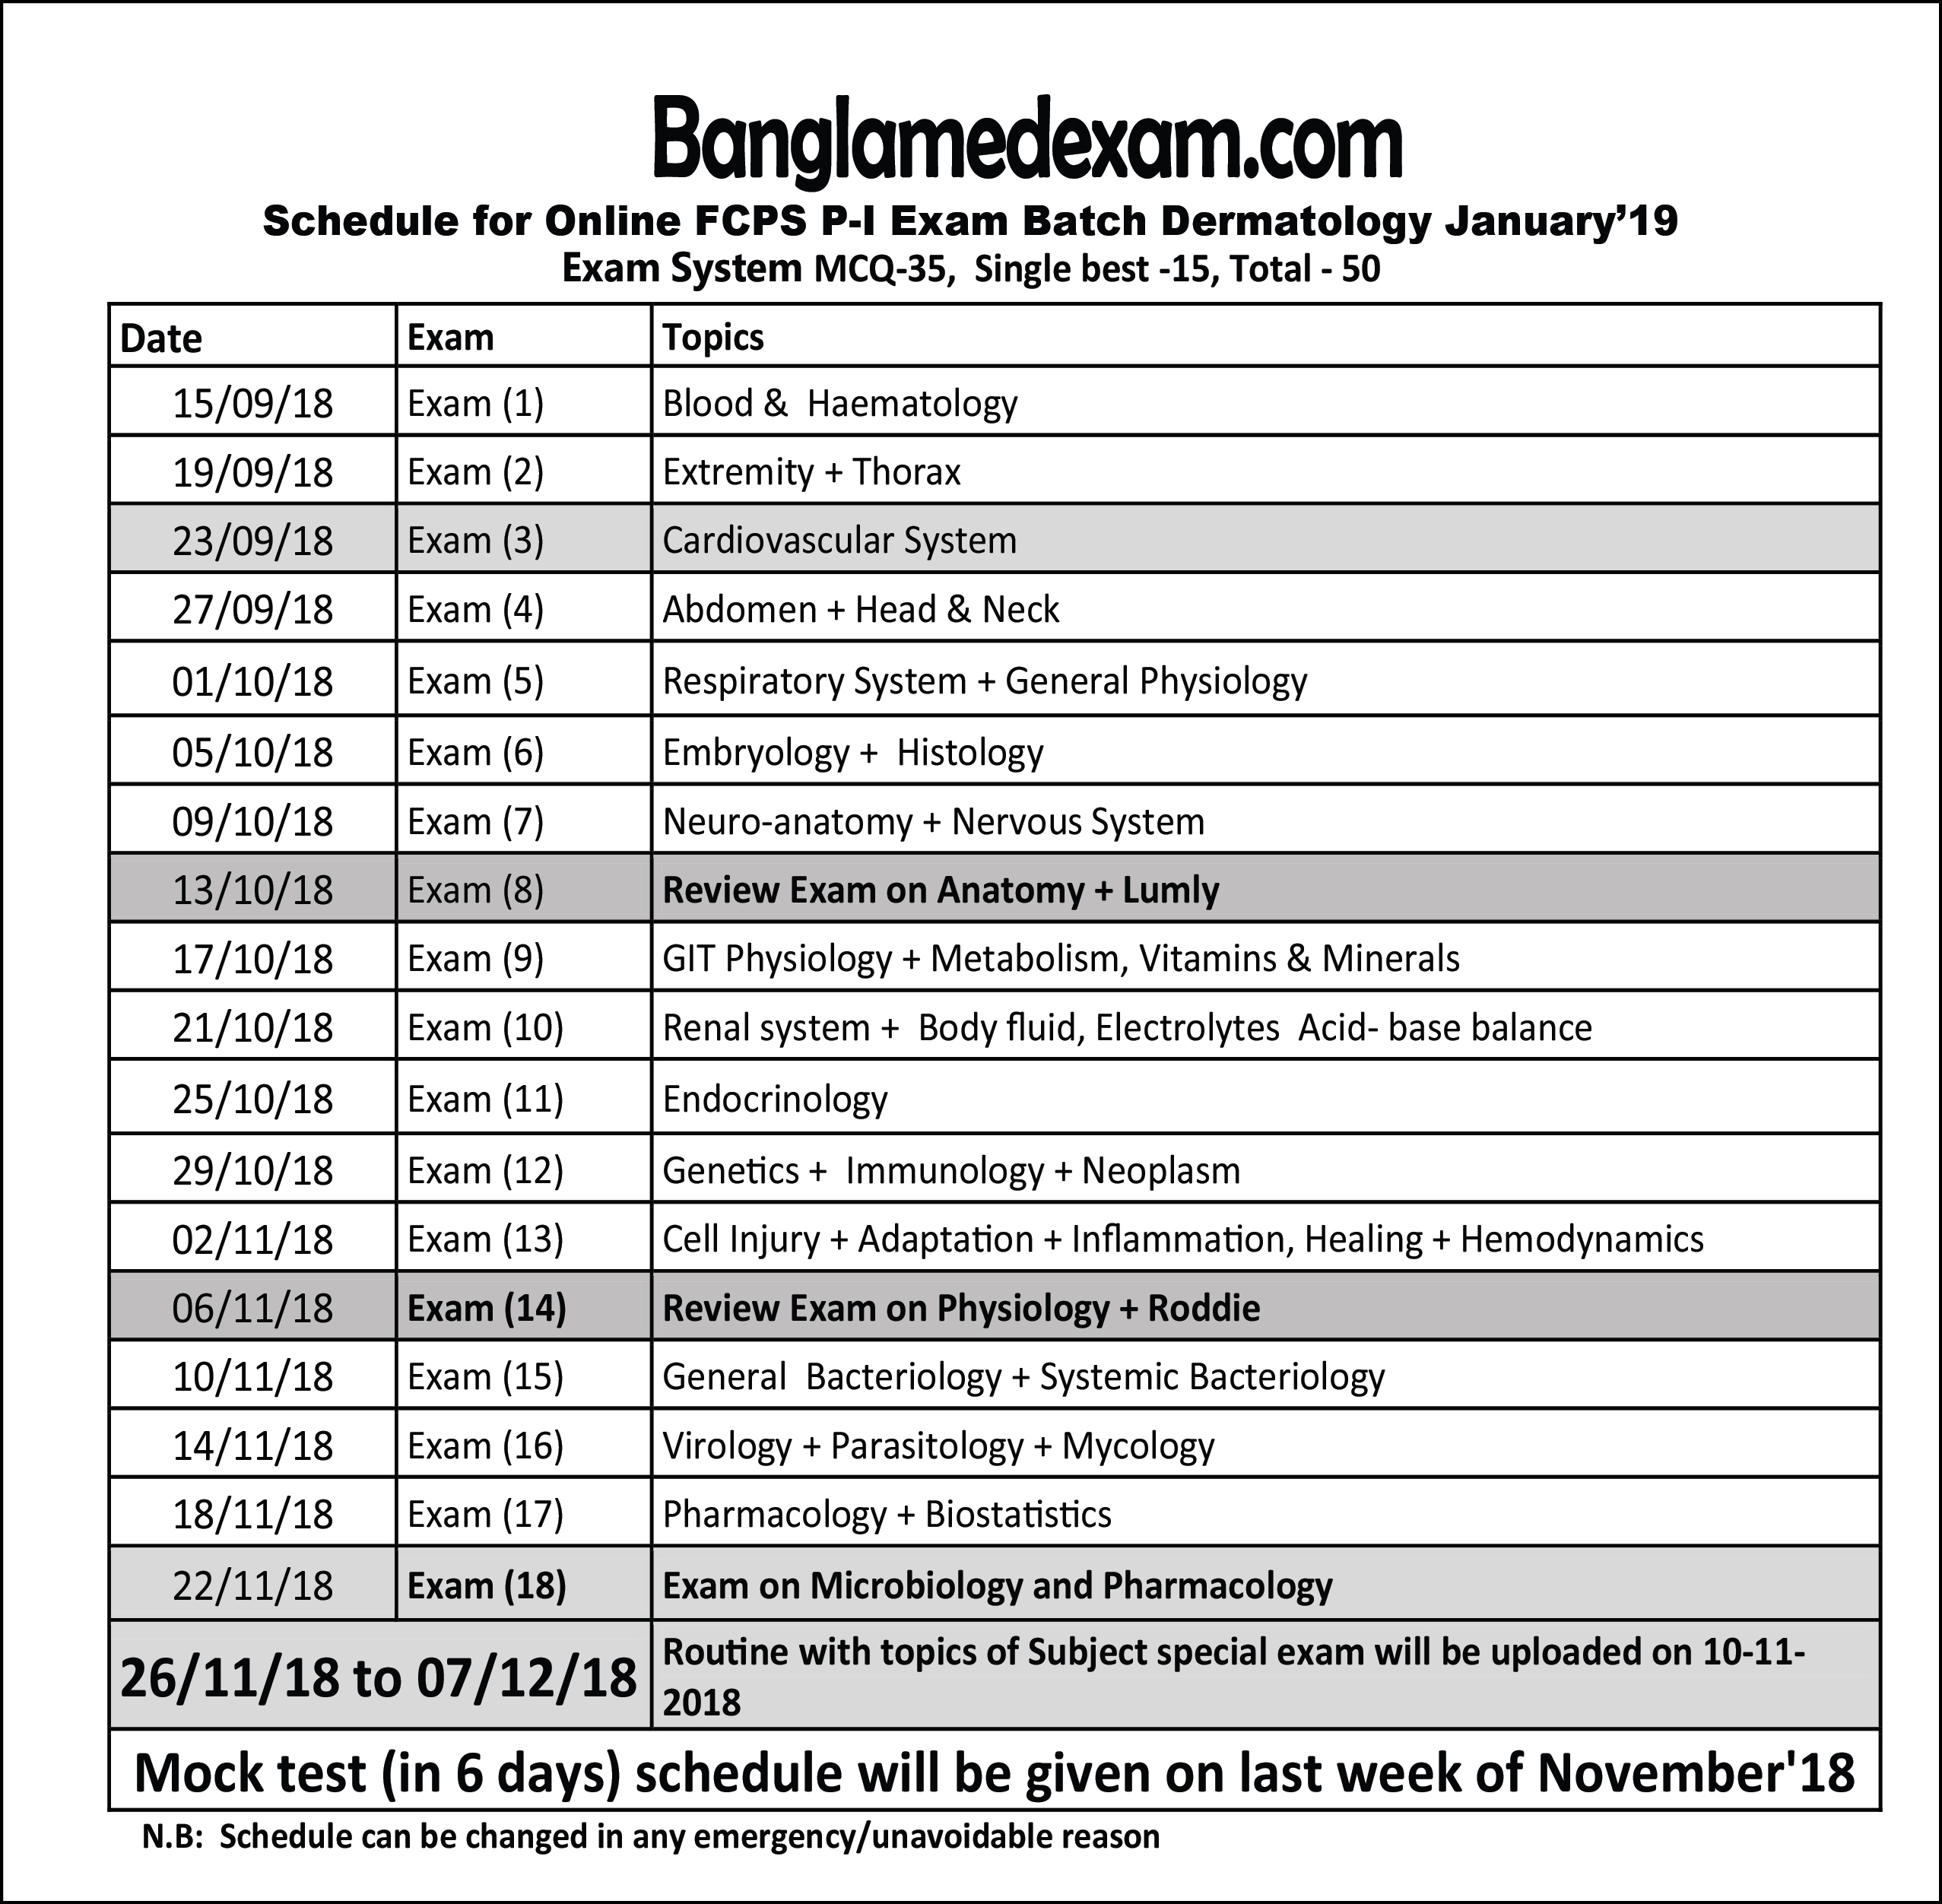 Banglamedexam.com
Schedule for Online FCPS P-I Exam Batch Dermatology January’19
Exam System MCQ-35, Single best -15, Total - 50
Date Exam Topics
15/09/18 Exam (1) Blood & Haematology
19/09/18 Exam (2) Extremity + Thorax
23/09/18 Exam (3) Cardiovascular System
27/09/18 Exam (4) Abdomen + Head & Neck
01/10/18 Exam (5) Respiratory System + General Physiology
05/10/18 Exam (6) Embryology + Histology
09/10/18 Exam (7) Neuro-anatomy + Nervous System
13/10/18 Exam (8) Review Exam on Anatomy + Lumly
17/10/18 Exam (9) GIT Physiology + Metabolism, Vitamins & Minerals
21/10/18 Exam (10) Renal system + Body fluid, Electrolytes Acid- base balance
25/10/18 Exam (11) Endocrinology
29/10/18 Exam (12) Genetics + Immunology + Neoplasm
02/11/18 Exam (13) Cell Injury + Adaptation + Inflammation, Healing + Hemodynamics
06/11/18 Exam (14) Review Exam on Physiology + Roddie
10/11/18 Exam (15) General Bacteriology + Systemic Bacteriology
14/11/18 Exam (16) Virology + Parasitology + Mycology
18/11/18 Exam (17) Pharmacology + Biostatistics
22/11/18 Exam (18) Exam on Microbiology and Pharmacology
26/11/18 to 07/12/18 Routine with topics of Subject special exam will be uploaded on 10-11-
2018
Mock test (in 6 days) schedule will be given on last week of November'18
N.B: Schedule can be changed in any emergency/unavoidable reason